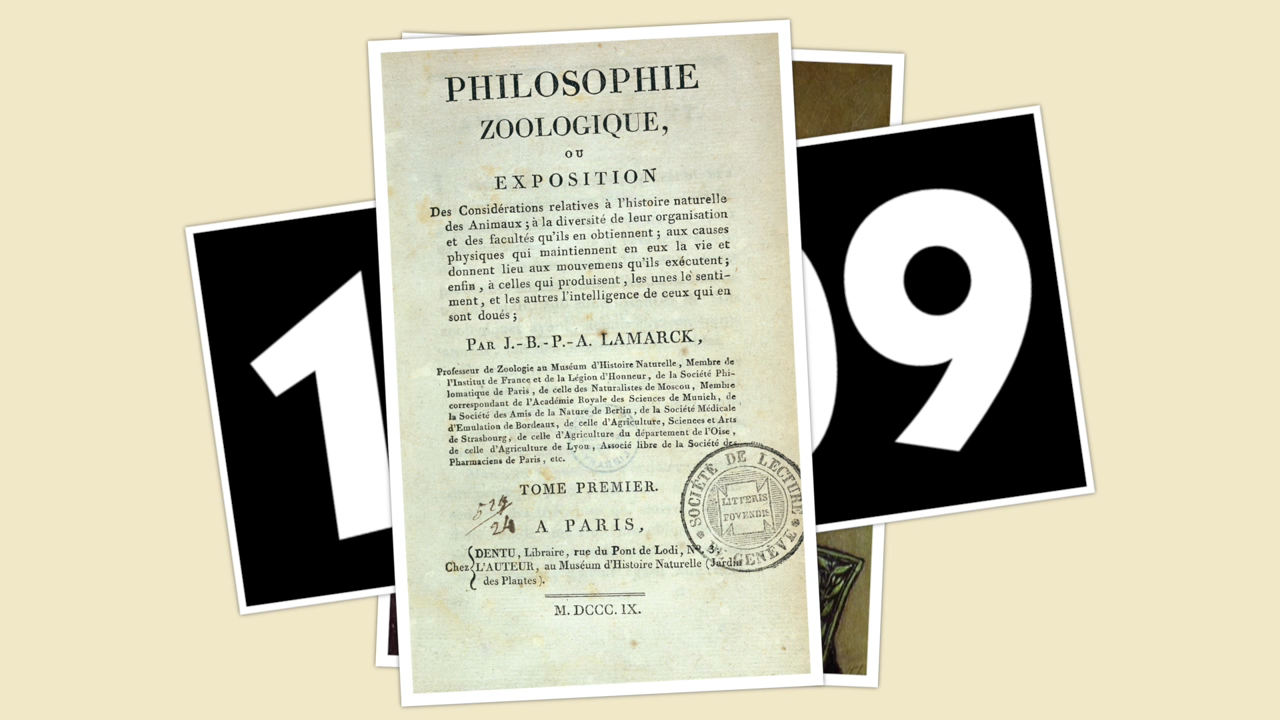 PHILOSOPHIE
ZOOLOGIQUE,
OU
EXPOSITION
Des Considérations relatives à l'histoire naturelle
des Animaux ; à la diversité de leur organisation
et des facultés qu'ils en obtiennent ; aux causes
physiques qui maintiennent en eux la vie et
donnent lieu aux mouvemens qu'ils exécutent ;
enfin, à celles qui produisent, les unes le senti-
ment, et les autres l'intelligence de ceux qui en
sont doués ;
PAR J.-B.-P.-A. LAMARCK,
Professeur de Zoologie au Muséum d'Histoire Naturelle, Membre de
l'Institut de France et de la Légion d'Honneur, de la Société Phi-
lomatique de Paris, de celle des Naturalistes de Moscou, Membre
correspondant de l'Académie Royale des Sciences de Munich, de
la Société des Amis de la Nature de Berlin, de la Société Médicale
d'Emulation de Bordeaux, de celle d'Agriculture, Sciences et Arts
de Strasbourg, de celle d'Agriculture du département de l'Oise,
de celle d'Agriculture de Lyon, Associé libre de la Société des
Pharmaciens de Paris, etc.
TOME PREMIER.
A PARIS,
Chez
DENTU, Libraire, rue du Pont de Lodi, N°. 3;
L'AUTEUR, au Muséum d'Histoire Naturelle (Jardin
des Plantes).
M. DCCC. IX.
SOCIÉTÉ DE LECTURE
LITTERIS
FOVENDIS
GENÈVE
1
09